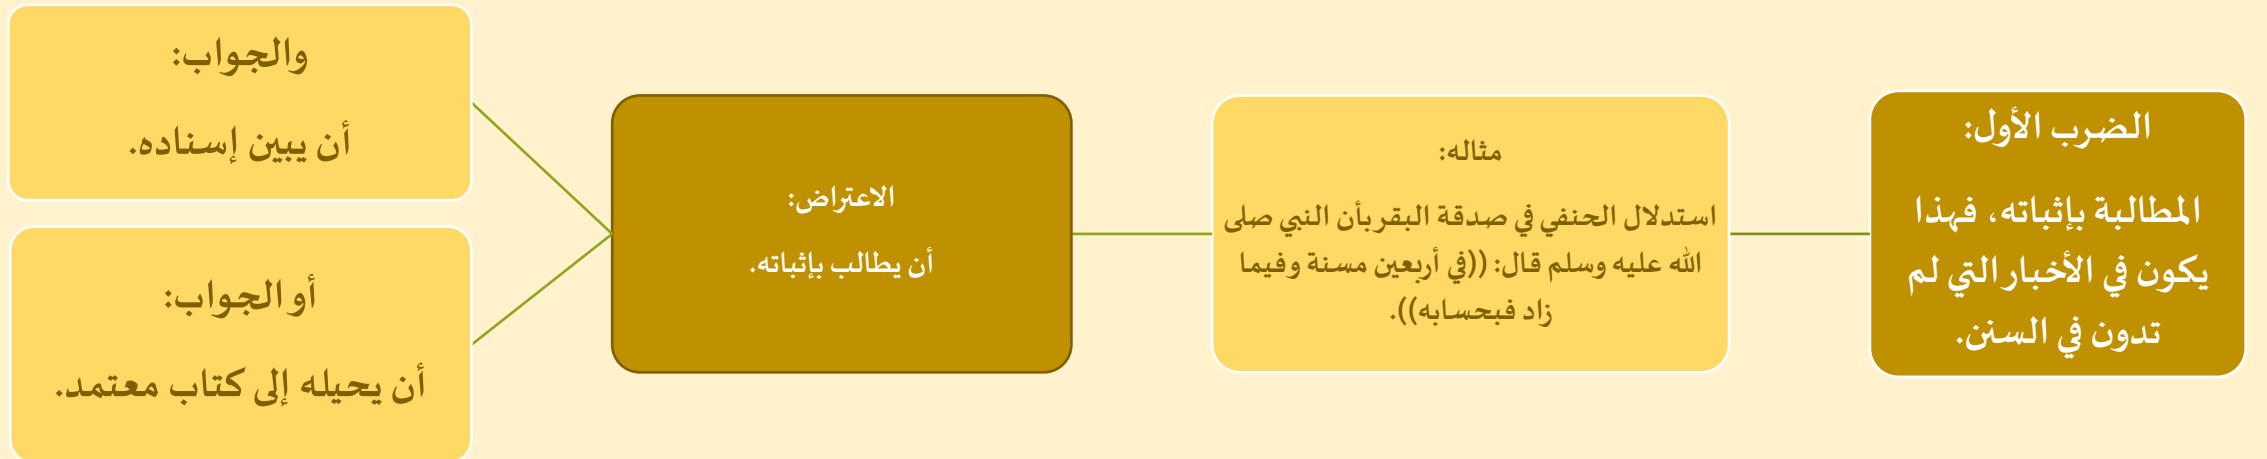 الضرب الأول:
المطالبة بإثباته، فهذا
يكون في الأخبار التي لم
تدون في السنن.
مثاله:
استدلال الحنفي في صدقة البقر بأن النبي صلى
الله عليه وسلم قال: ((في أربعين مسنة وفيما
زاد فبحسابه)).
الاعتراض:
أن يطالب بإثباته.
والجواب:
أن يبين إسناده.
أو الجواب:
أن يحيله إلى كتاب معتمد.